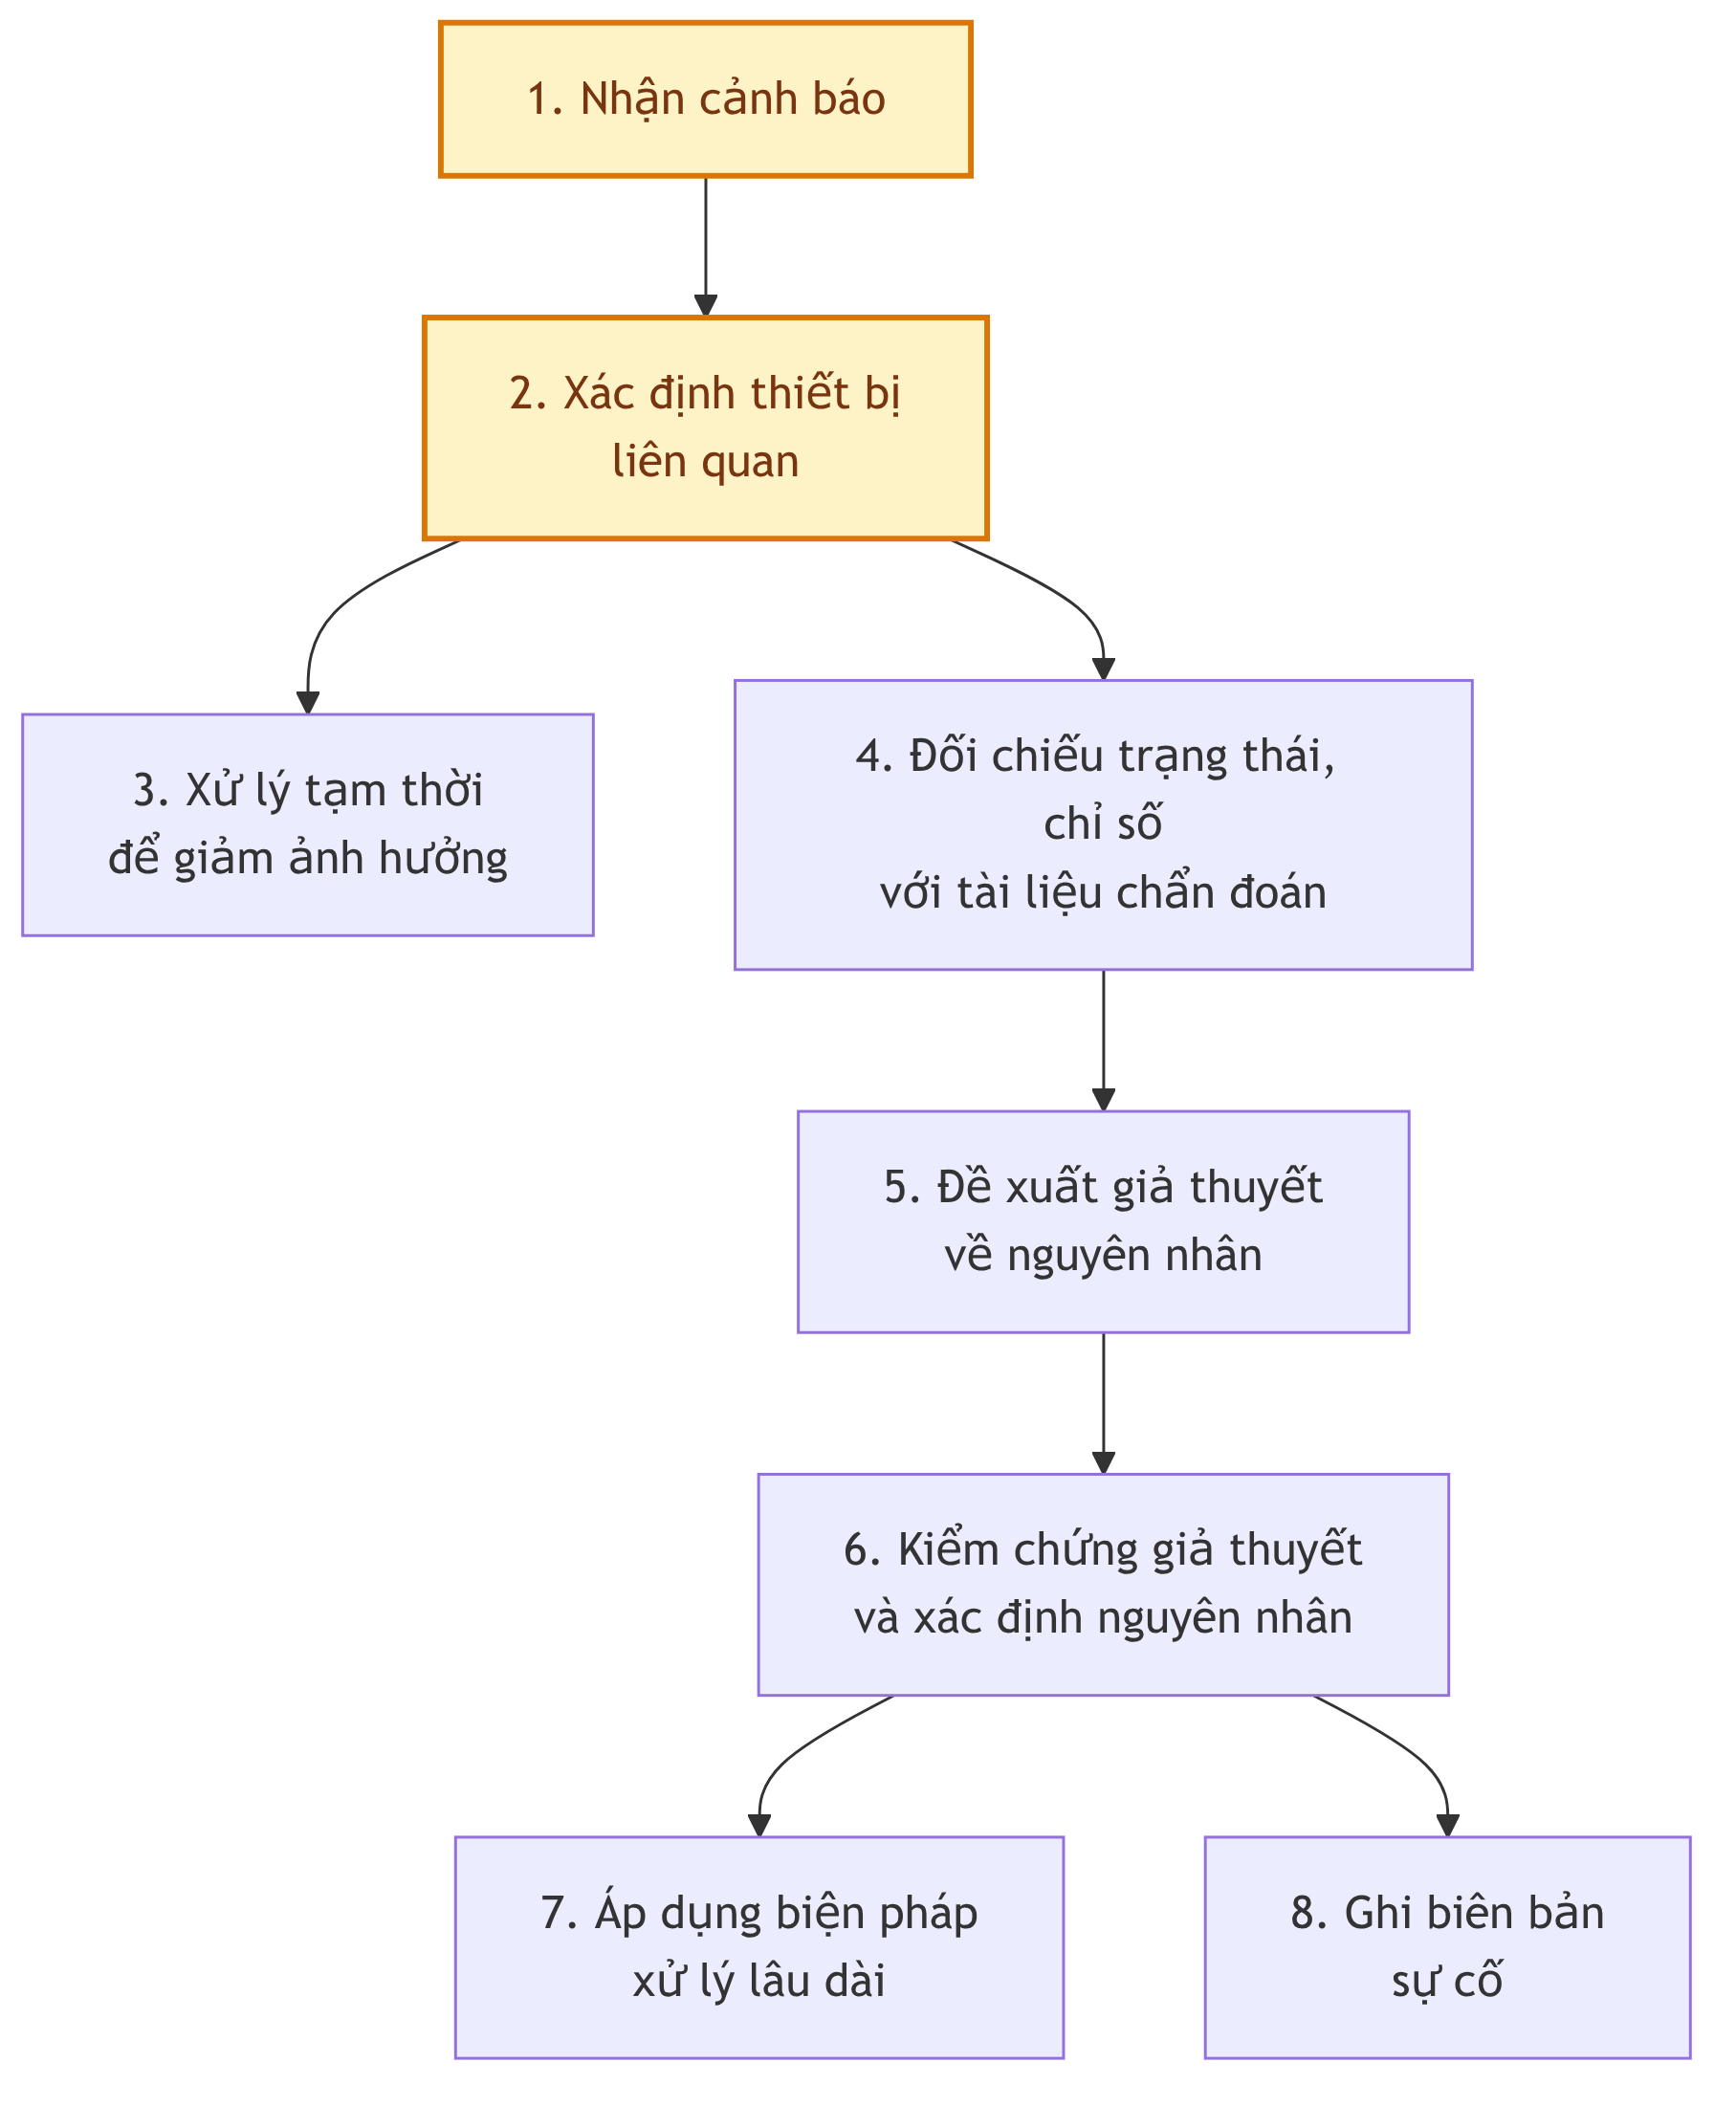 1. Nhận cảnh báo
2. Xác định thiết bị
liên quan
3. Xử lý tạm thời
để giảm ảnh hưởng
4. Đối chiếu trạng thái,
chỉ số
với tài liệu chẩn đoán
5. Đề xuất giả thuyết
về nguyên nhân
6. Kiểm chứng giả thuyết
và xác định nguyên nhân
7. Áp dụng biện pháp
xử lý lâu dài
8. Ghi biên bản
sự cố